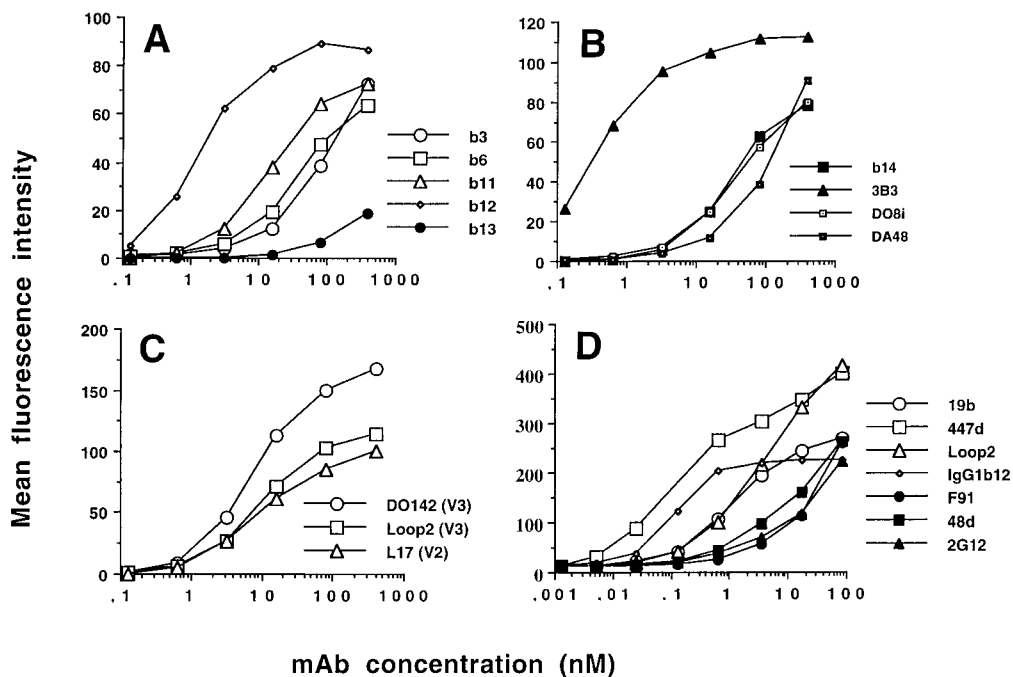 A
100
80
60
40
20
0
.1 1 10 100 1000
b3
b6
b11
b12
b13
B
120
100
80
60
40
20
0
.1 1 10 100 1000
b14
3B3
DO8i
DA48
C
200
150
100
50
0
.1 1 10 100 1000
DO142 (V3)
Loop2 (V3)
L17 (V2)
D
500
400
300
200
100
0
.001 .01 .1 1 10 100
19b
447d
Loop2
IgG1b12
F91
48d
2G12
Mean fluorescence intensity
mAb concentration (nM)